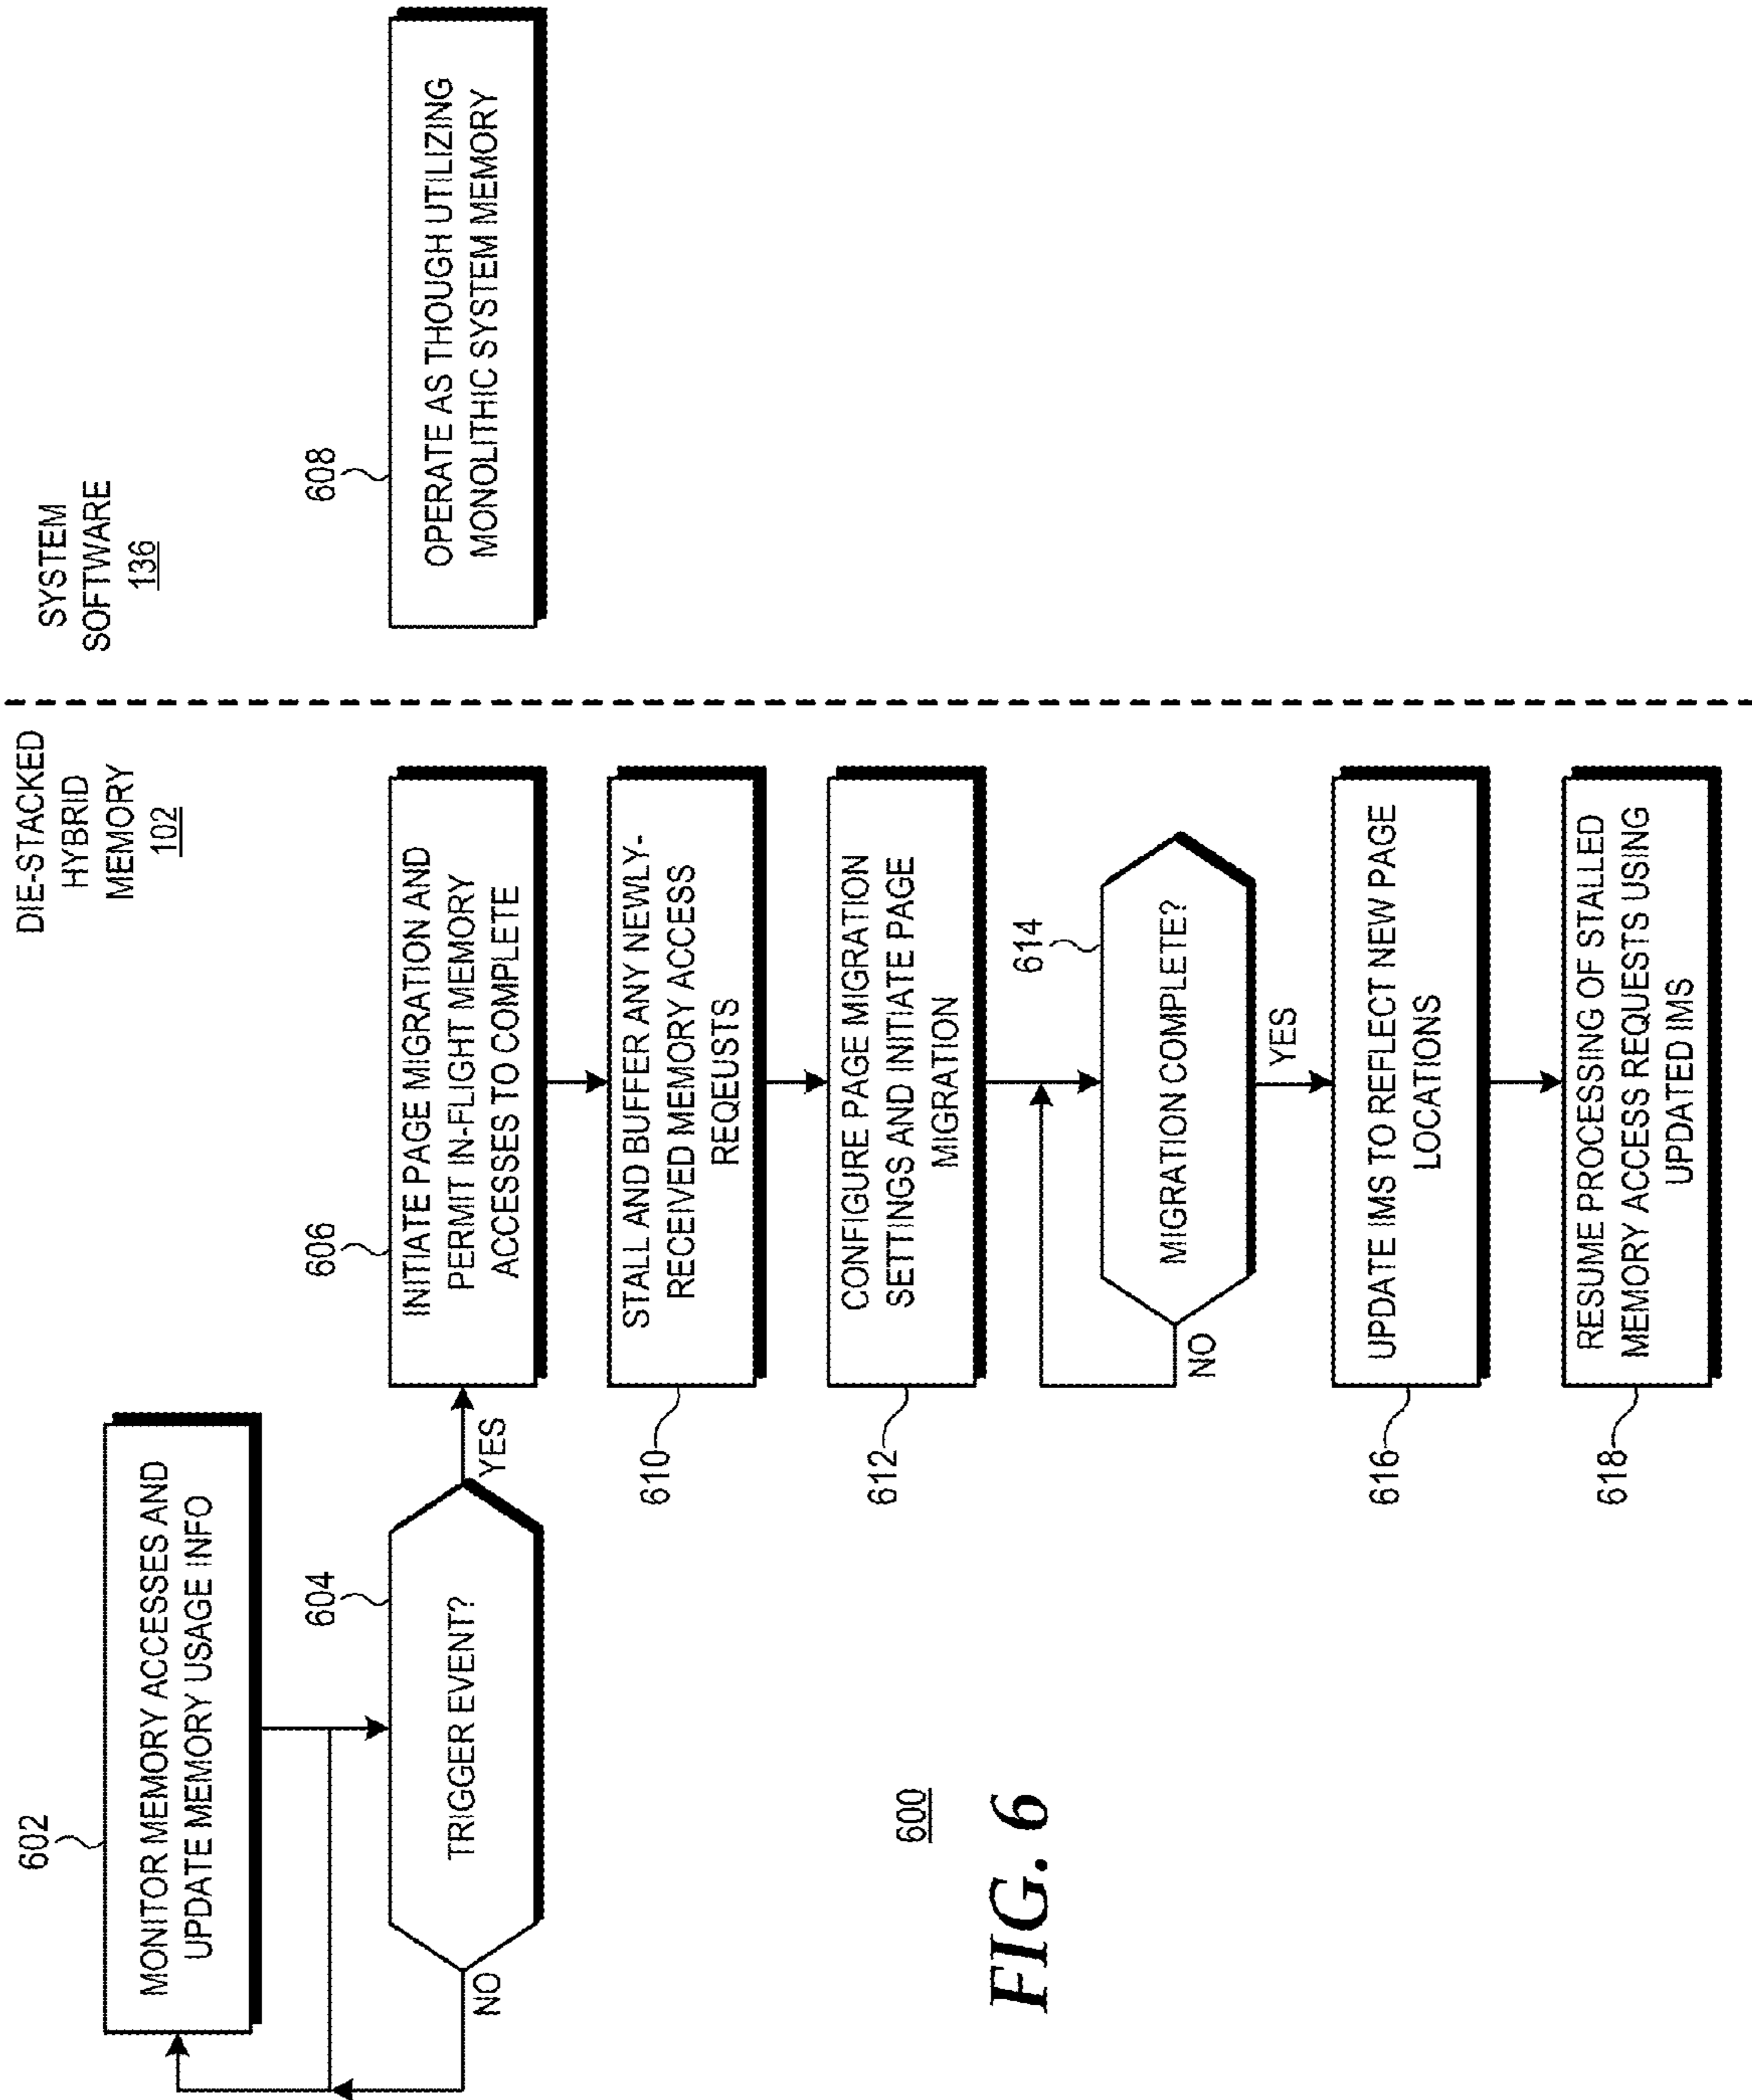 DIE-STACKED
HYBRID
MEMORY
102
SYSTEM
SOFTWARE
136
602
MONITOR MEMORY ACCESSES AND
UPDATE MEMORY USAGE INFO
604
TRIGGER EVENT?
NO
YES
606
INITIATE PAGE MIGRATION AND
PERMIT IN-FLIGHT MEMORY
ACCESSES TO COMPLETE
608
OPERATE AS THOUGH UTILIZING
MONOLITHIC SYSTEM MEMORY
610
STALL AND BUFFER ANY NEWLY-
RECEIVED MEMORY ACCESS
REQEUSTS
612
CONFIGURE PAGE MIGRATION
SETTINGS AND INITIATE PAGE
MIGRATION
614
MIGRATION COMPLETE?
NO
YES
616
UPDATE IMS TO REFLECT NEW PAGE
LOCATIONS
618
RESUME PROCESSING OF STALLED
MEMORY ACCESS REQUESTS USING
UPDATED IMS
600
FIG. 6